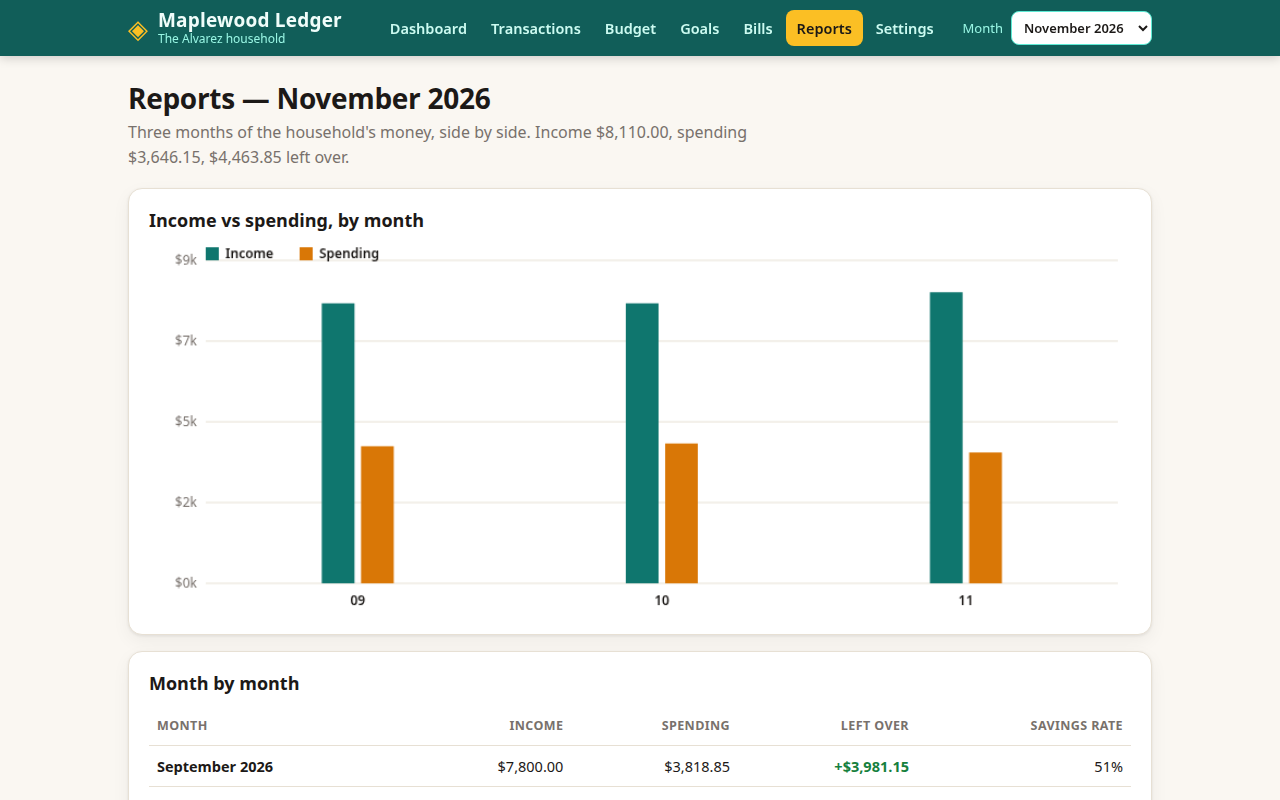 ◈ Maplewood Ledger
The Alvarez household
Dashboard Transactions Budget Goals Bills Reports Settings Month November 2026
Reports — November 2026
Three months of the household's money, side by side. Income $8,110.00, spending
$3,646.15, $4,463.85 left over.
Income vs spending, by month
Income Spending
$9k
$7k
$5k
$2k
$0k
09 10 11
Month by month
MONTH INCOME SPENDING LEFT OVER SAVINGS RATE
September 2026 $7,800.00 $3,818.85 +$3,981.15 51%